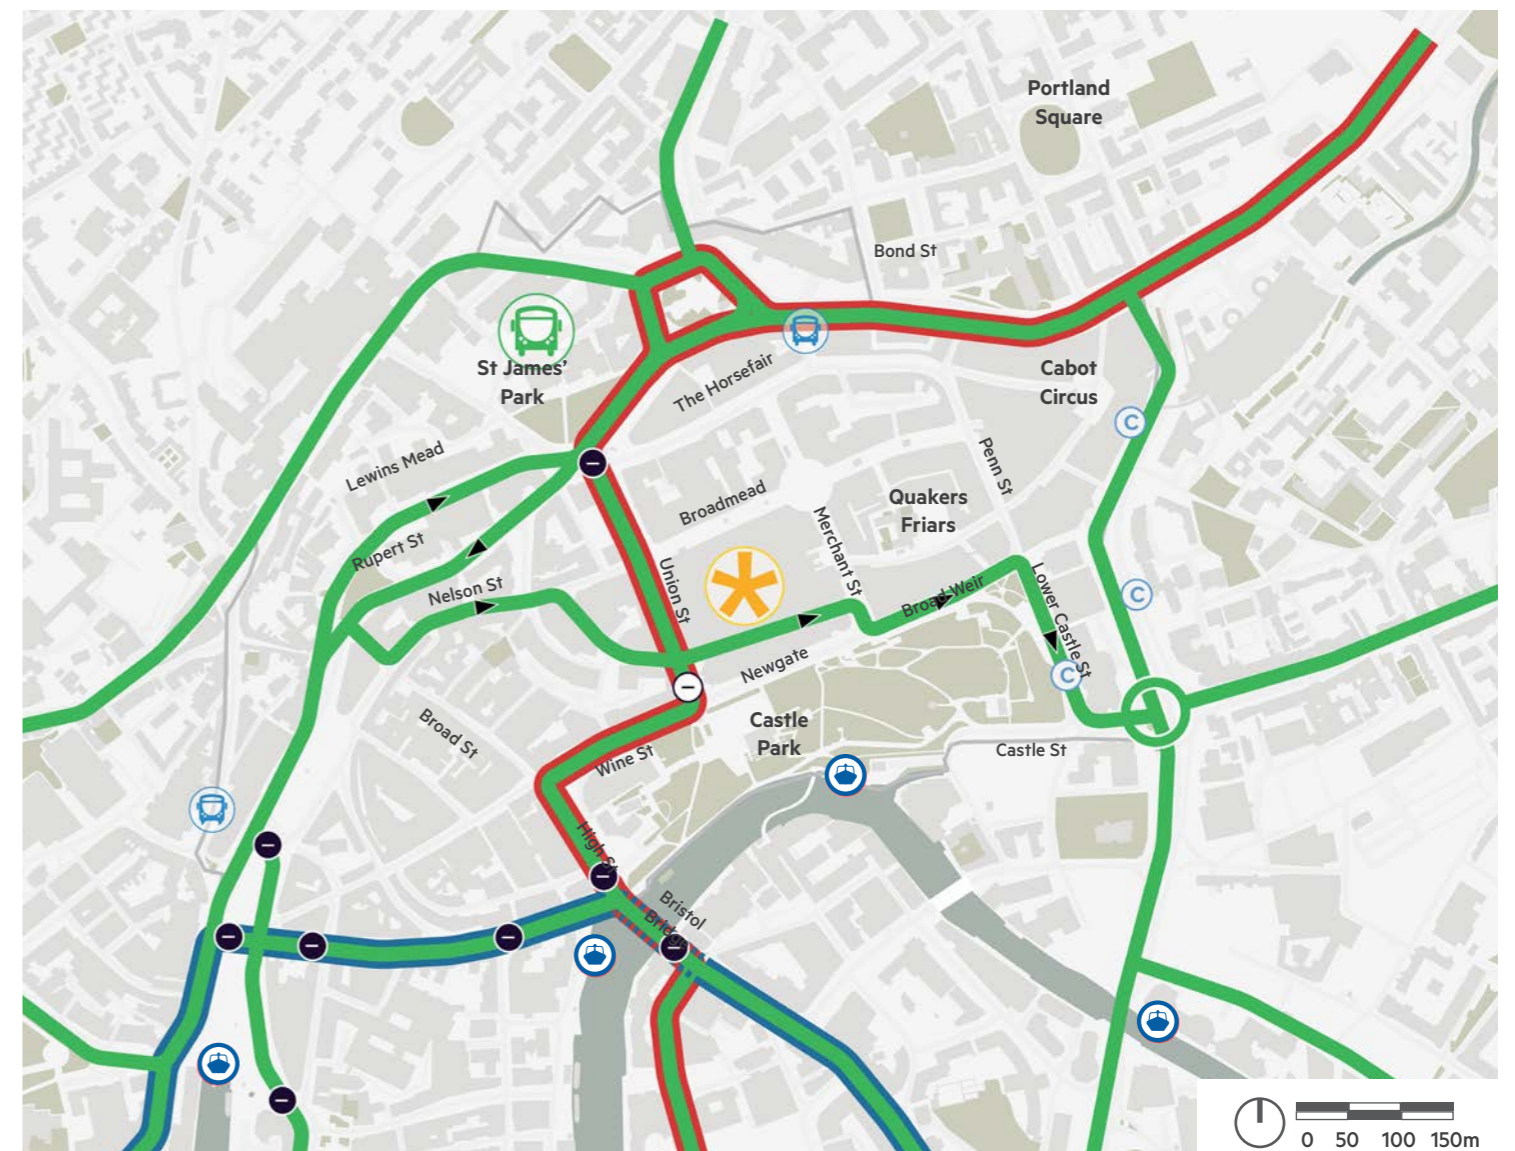 Portland
Square
Bond St
St James’
Park
The Horsefair
Cabot
Circus
C
Lewins Mead
Penn St
Broadmead
Quakers
Friars
Merchant St
Rupert St
Nelson St
Union St
Broad Weir
Lower Castle St
C
Newgate
C
Broad St
Castle
Park
Wine St
Castle St
High St
Bristol
Bridge
0 50 100 150m